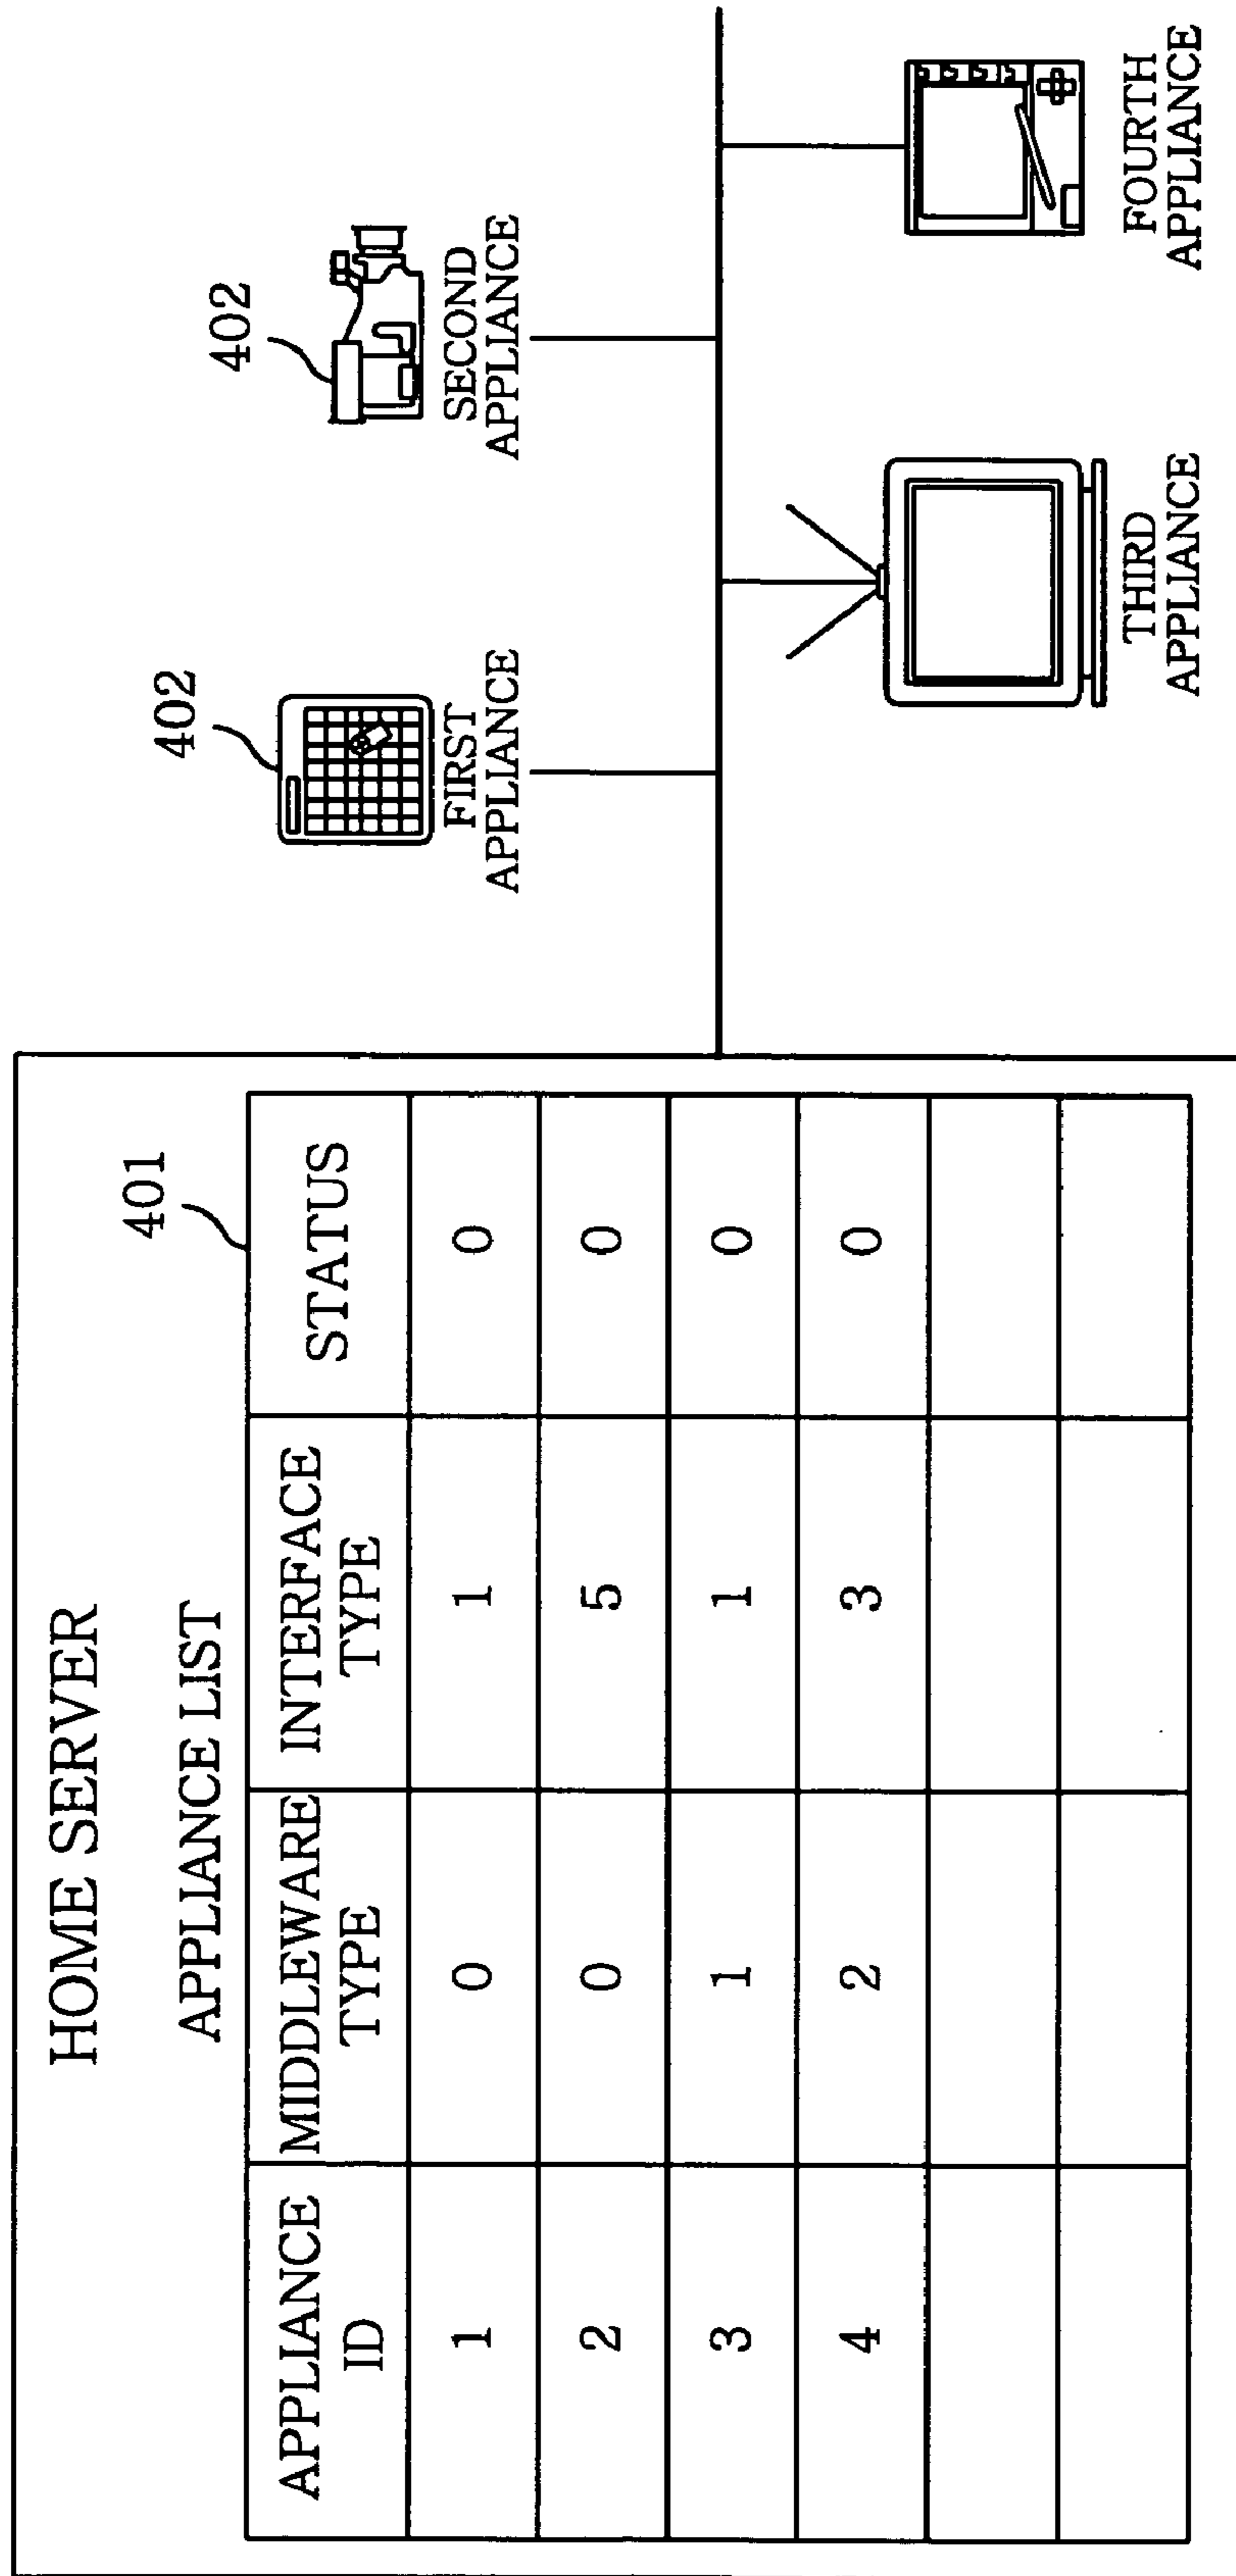 HOME SERVER
APPLIANCE LIST
401
APPLIANCE ID MIDDLEWARE TYPE INTERFACE TYPE STATUS
1 0 1 0
2 0 5 0
3 1 1 0
4 2 3 0
402
FIRST
APPLIANCE
402
SECOND
APPLIANCE
THIRD
APPLIANCE
FOURTH
APPLIANCE